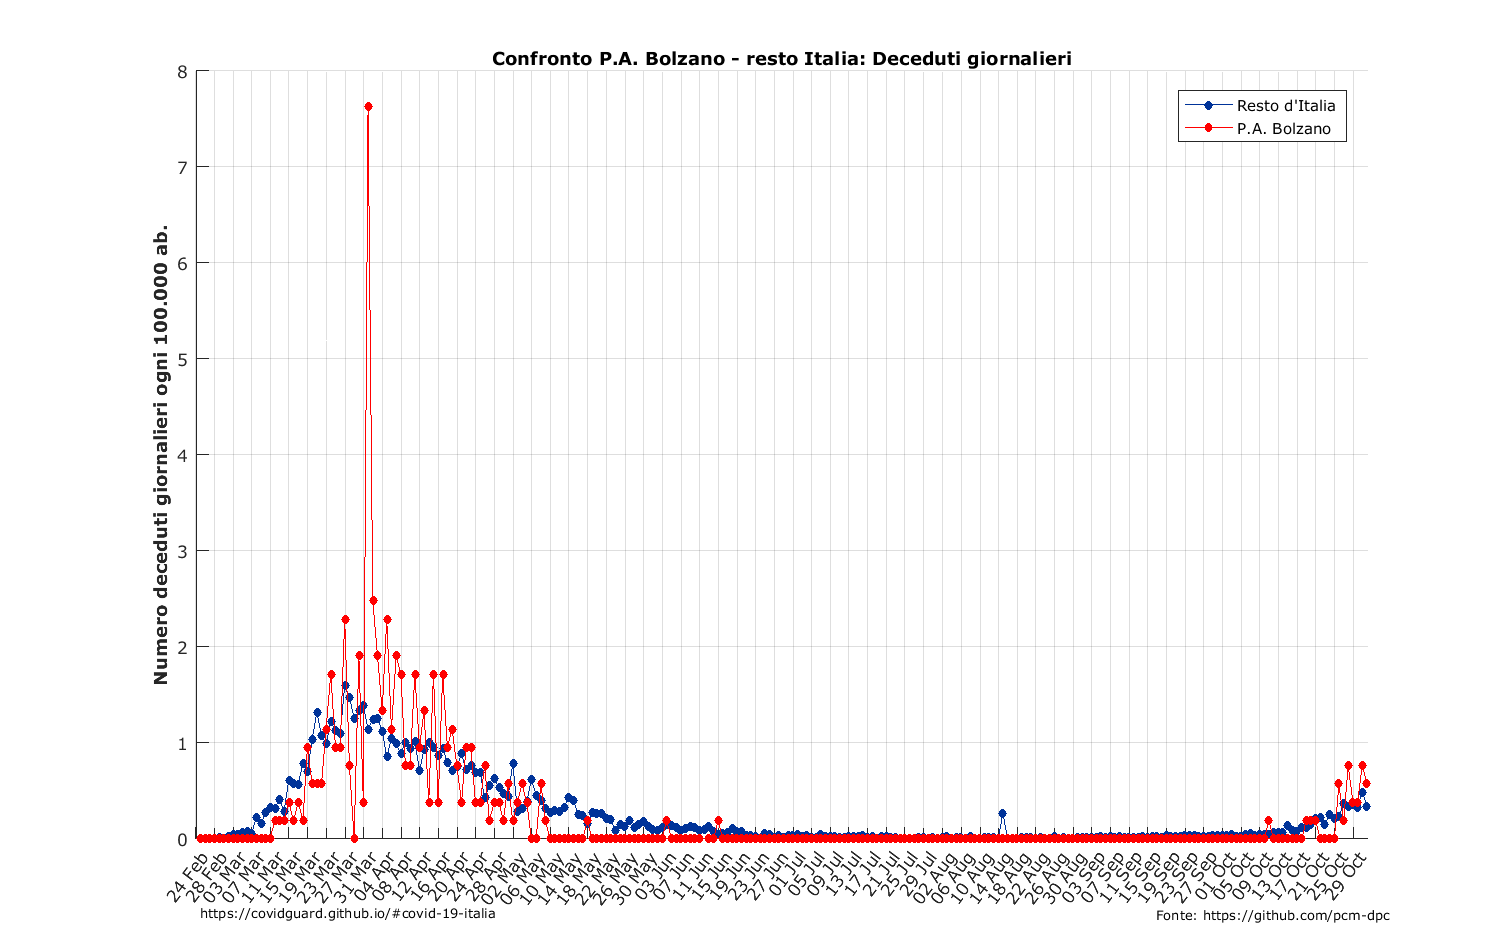 Confronto P.A. Bolzano - resto Italia: Deceduti giornalieri
Resto d'Italia
P.A. Bolzano
Numero deceduti giornalieri ogni 100.000 ab.
8
7
6
5
4
3
2
1
0
24 Feb
28 Feb
03 Mar
07 Mar
11 Mar
15 Mar
19 Mar
23 Mar
27 Mar
31 Mar
04 Apr
08 Apr
12 Apr
16 Apr
20 Apr
24 Apr
28 Apr
02 May
06 May
10 May
14 May
18 May
22 May
26 May
30 May
03 Jun
07 Jun
11 Jun
15 Jun
19 Jun
23 Jun
27 Jun
01 Jul
05 Jul
09 Jul
13 Jul
17 Jul
21 Jul
25 Jul
29 Jul
02 Aug
06 Aug
10 Aug
14 Aug
18 Aug
22 Aug
26 Aug
30 Aug
03 Sep
07 Sep
11 Sep
15 Sep
19 Sep
23 Sep
27 Sep
01 Oct
05 Oct
09 Oct
13 Oct
17 Oct
21 Oct
25 Oct
29 Oct
https://covidguard.github.io/#covid-19-italia
Fonte: https://github.com/pcm-dpc